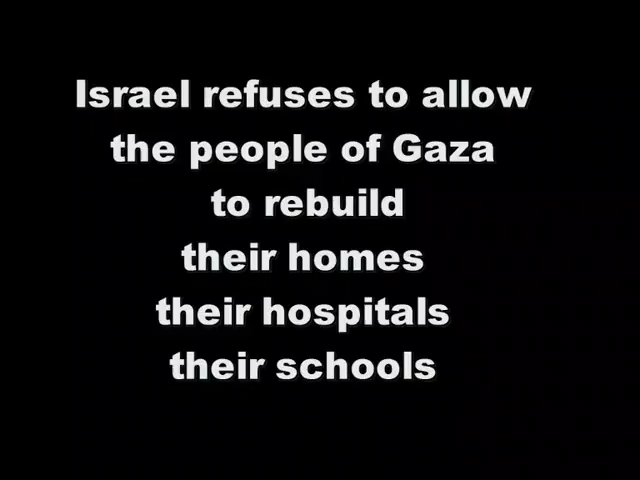 Israel refuses to allow
the people of Gaza
to rebuild
their homes
their hospitals
their schools